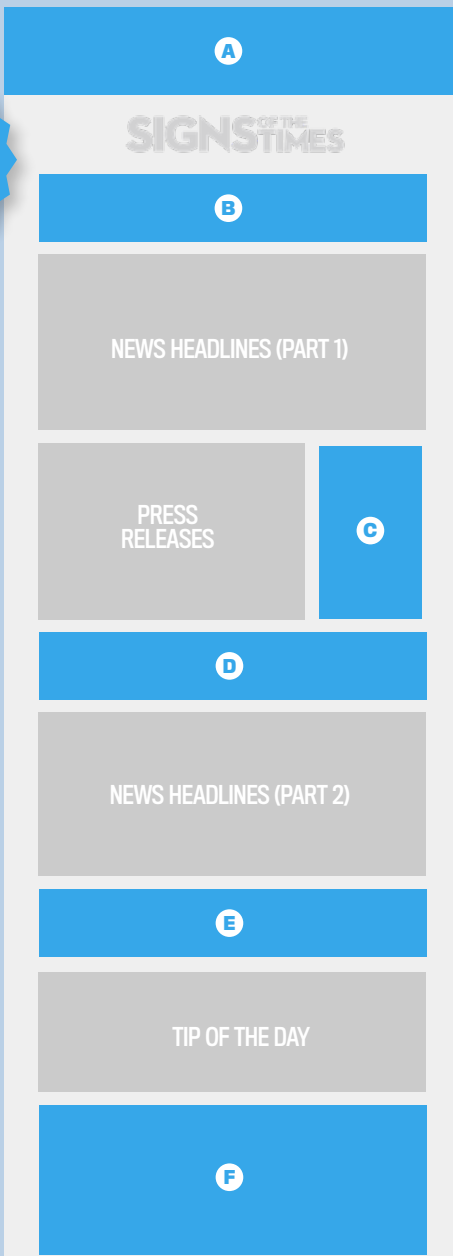 A
SIGNS OF THE TIMES
B
NEWS HEADLINES (PART 1)
PRESS
RELEASES
C
D
NEWS HEADLINES (PART 2)
E
TIP OF THE DAY
F